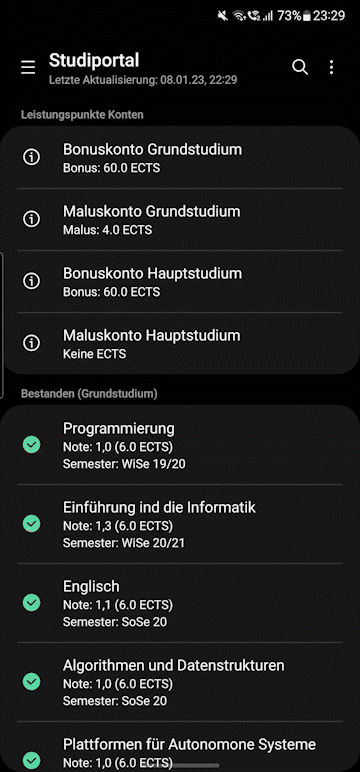 73% 23:29
Studiportal
Letzte Aktualisierung: 08.01.23, 22:29
Leistungspunkte Konten
Bonuskonto Grundstudium
Bonus: 60.0 ECTS
Maluskonto Grundstudium
Malus: 4.0 ECTS
Bonuskonto Hauptstudium
Bonus: 60.0 ECTS
Maluskonto Hauptstudium
Keine ECTS
Bestanden (Grundstudium)
Programmierung
Note: 1,0 (6.0 ECTS)
Semester: WiSe 19/20
Einführung ind die Informatik
Note: 1,3 (6.0 ECTS)
Semester: WiSe 20/21
Englisch
Note: 1,1 (6.0 ECTS)
Semester: SoSe 20
Algorithmen und Datenstrukturen
Note: 1,0 (6.0 ECTS)
Semester: SoSe 20
Plattformen für Autonomone Systeme
Note: 1,0 (6.0 ECTS)